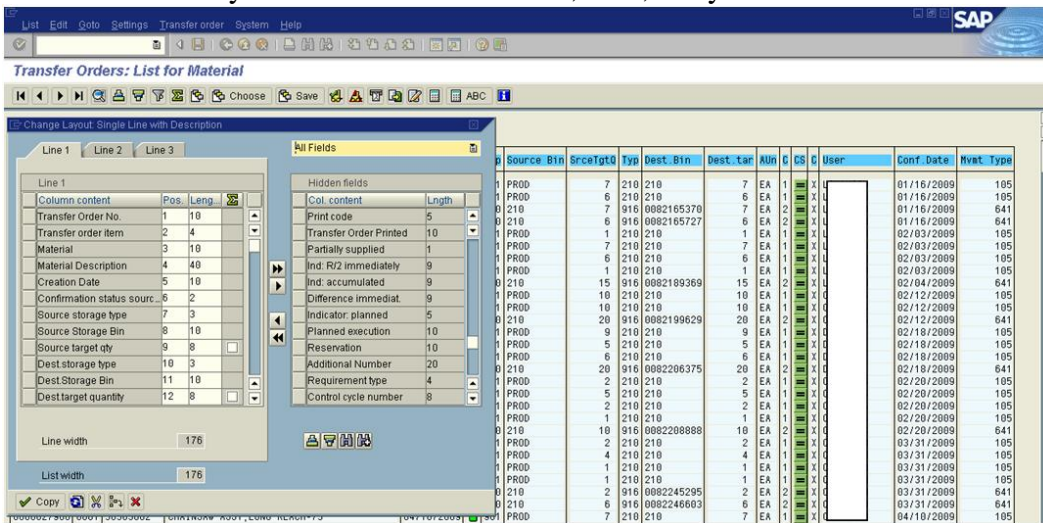 List Edit Goto Settings Transfer order System Help
SAP
Transfer Orders: List for Material
Choose Save ABC
Change Layout: Single Line with Description
Line 1 Line 2 Line 3
All Fields
Line 1
Column content Pos. Leng...
Transfer Order No. 1 10
Transfer order item 2 4
Material 3 18
Material Description 4 40
Creation Date 5 10
Confirmation status sourc... 6 2
Source storage type 7 3
Source Storage Bin 8 10
Source target qty 9 8
Dest.storage type 10 3
Dest.Storage Bin 11 10
Dest.target quantity 12 8
Line width 176
List width 176
Copy
Hidden fields
Col. content Lngth
Print code 5
Transfer Order Printed 10
Partially supplied 1
Ind: R/2 immediately 9
Ind: accumulated 9
Difference immediat. 9
Indicator: planned 5
Planned execution 10
Reservation 10
Additional Number 20
Requirement type 4
Control cycle number 8
Source Bin SrceTgtQ Typ Dest.Bin Dest.tar AUn C CS C User Conf.Date Mvmt Type
PROD 7 210 210 7 EA 1 X L 01/16/2009 105
PROD 6 210 210 6 EA 1 X L 01/16/2009 105
210 7 916 0082165370 7 EA 2 X L 01/16/2009 641
210 6 916 0082165727 6 EA 2 X L 01/16/2009 641
PROD 1 210 210 1 EA 1 X 02/03/2009 105
PROD 7 210 210 7 EA 1 X 02/03/2009 105
PROD 6 210 210 6 EA 1 X 02/03/2009 105
PROD 1 210 210 1 EA 1 X 02/03/2009 105
210 15 916 0082189369 15 EA 2 X 02/04/2009 641
PROD 10 210 210 10 EA 1 X 02/12/2009 105
PROD 10 210 210 10 EA 1 X 02/12/2009 105
210 20 916 0082199629 20 EA 2 X 02/12/2009 641
PROD 9 210 210 9 EA 1 X 02/18/2009 105
PROD 5 210 210 5 EA 1 X 02/18/2009 105
PROD 6 210 210 6 EA 1 X 02/18/2009 105
210 20 916 0082206375 20 EA 2 X 02/18/2009 641
PROD 2 210 210 2 EA 1 X 02/20/2009 105
PROD 5 210 210 5 EA 1 X 02/20/2009 105
PROD 2 210 210 2 EA 1 X 02/20/2009 105
PROD 1 210 210 1 EA 1 X 02/20/2009 105
210 10 916 0082208888 10 EA 2 X 02/20/2009 641
PROD 2 210 210 2 EA 1 X 03/31/2009 105
PROD 4 210 210 4 EA 1 X 03/31/2009 105
PROD 1 210 210 1 EA 1 X 03/31/2009 105
PROD 1 210 210 1 EA 1 X 03/31/2009 105
210 2 916 0082245295 2 EA 2 X 03/31/2009 641
210 6 916 0082246603 6 EA 2 X 03/31/2009 641
PROD 7 210 210 7 EA 1 X 04/10/2009 105